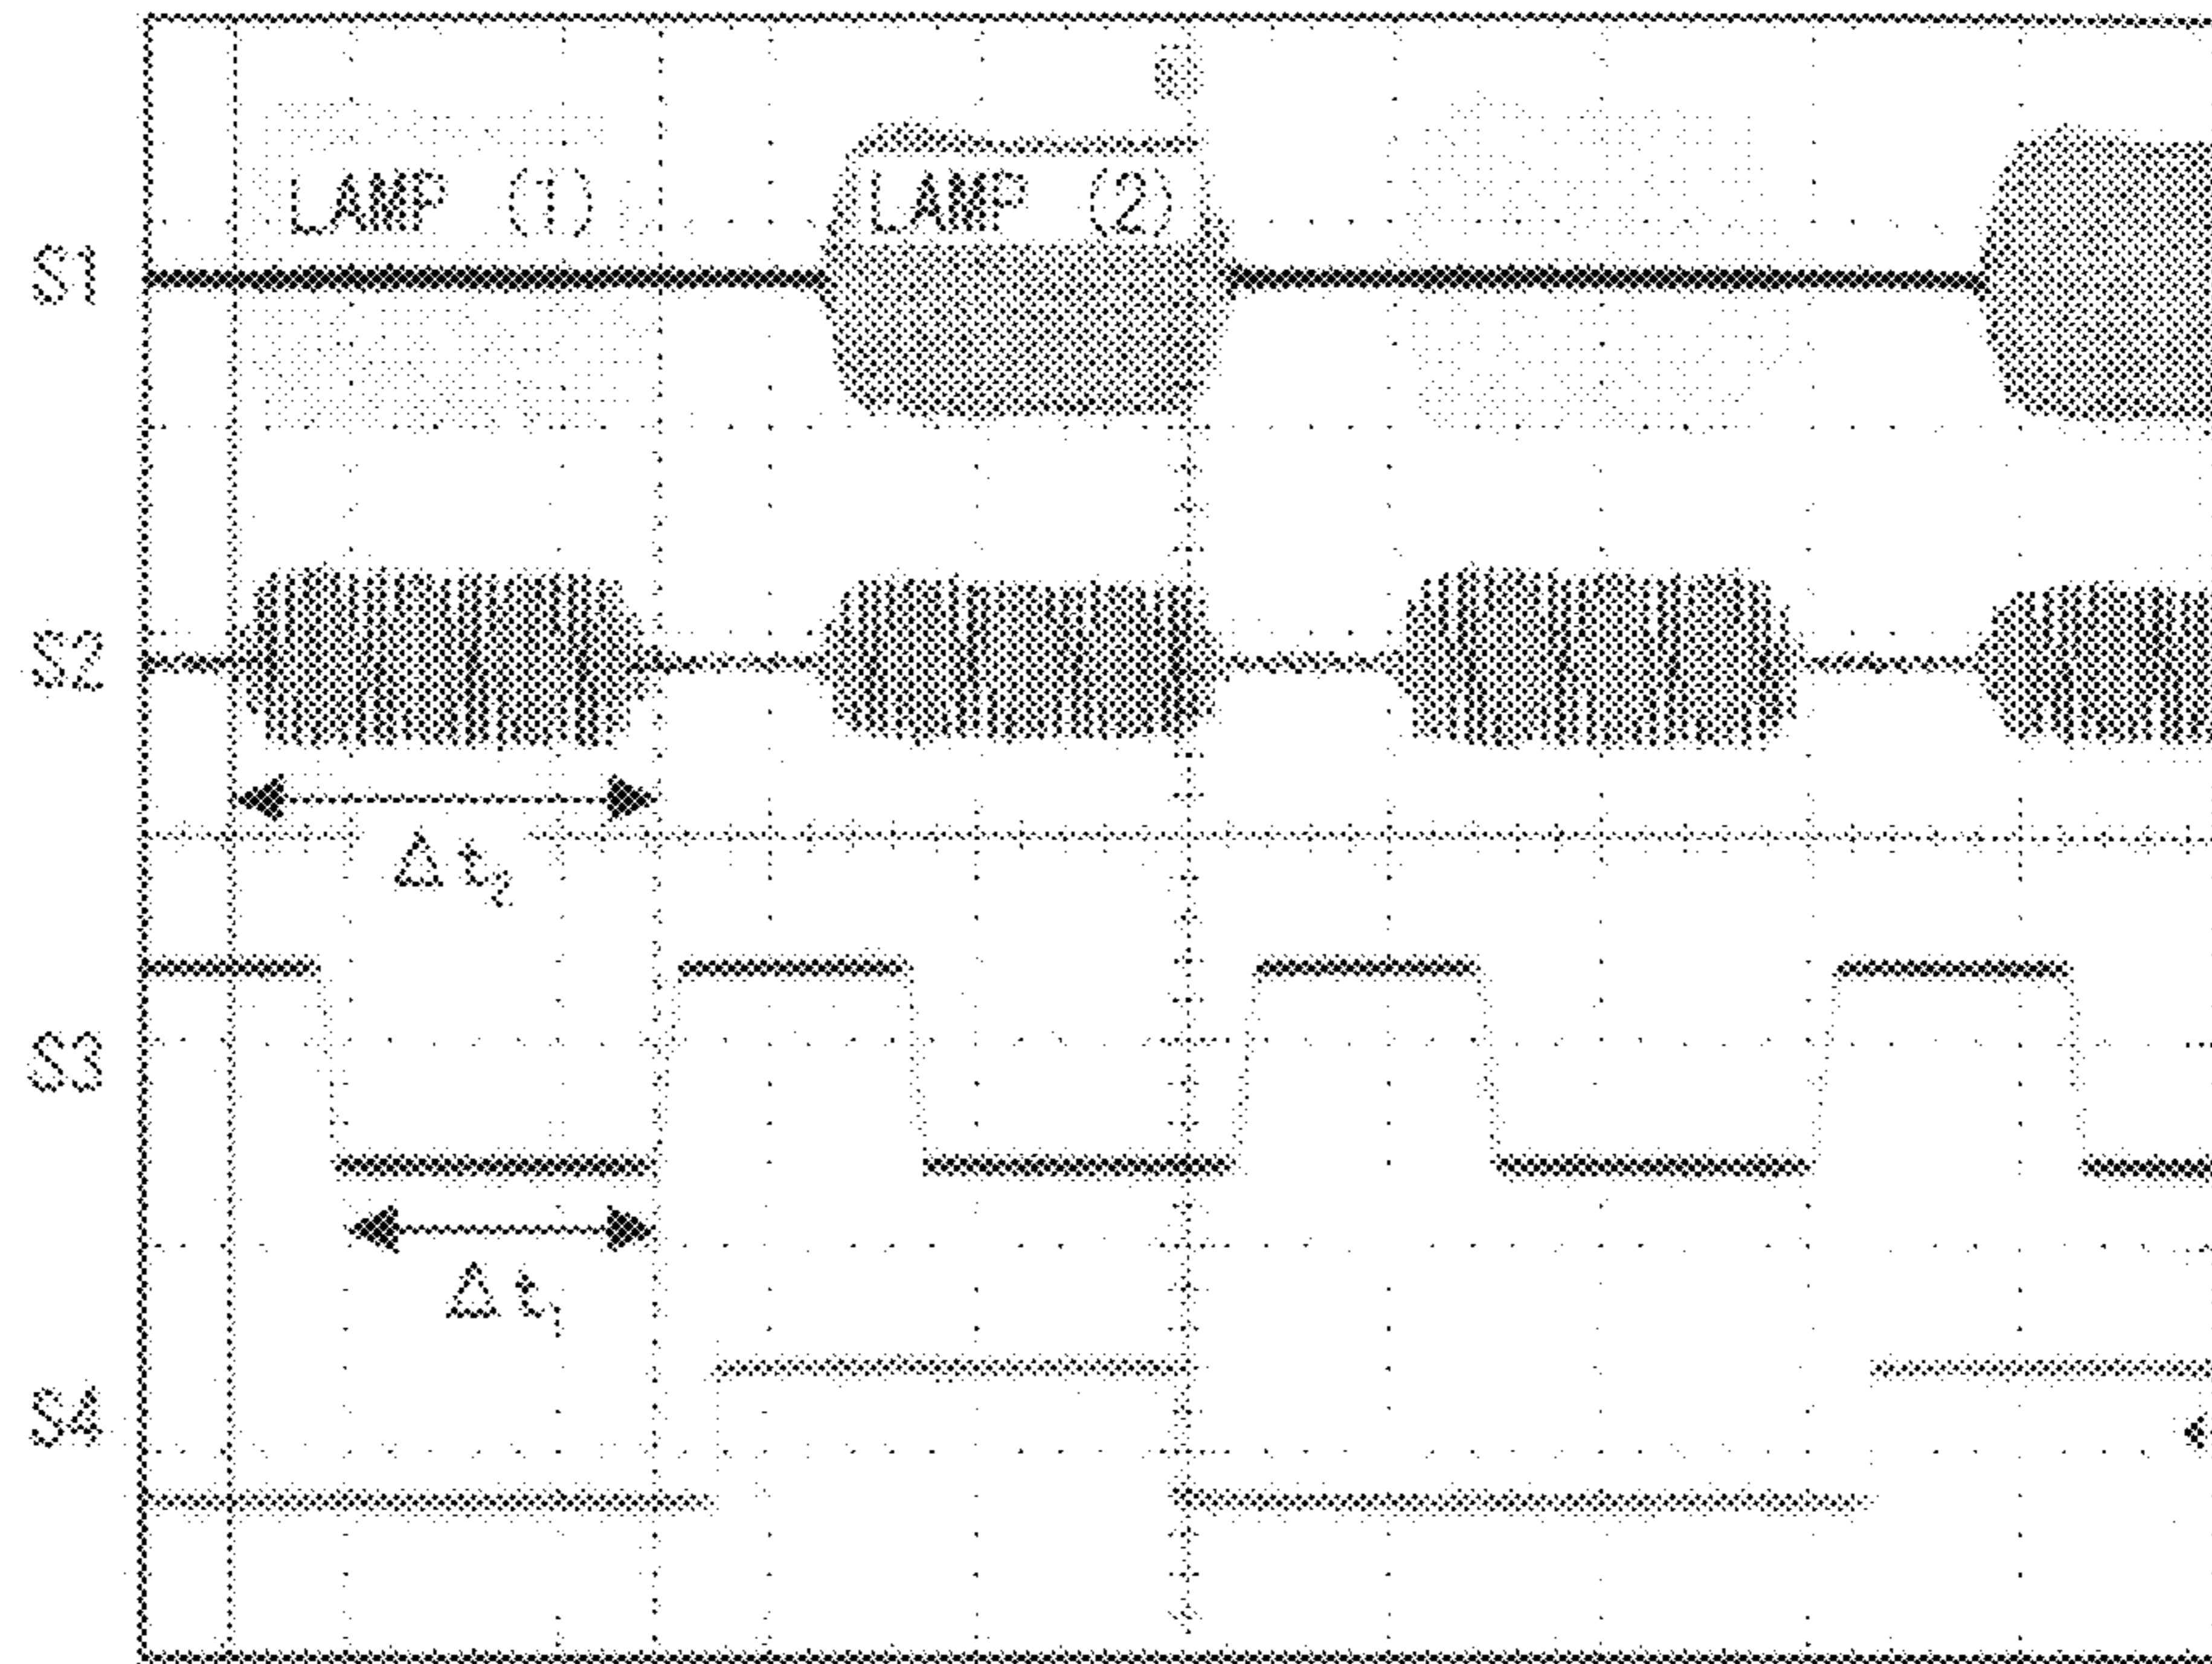 LAMP (1)
LAMP (2)
S1
S2
Δt₂
S3
Δt₁
S4